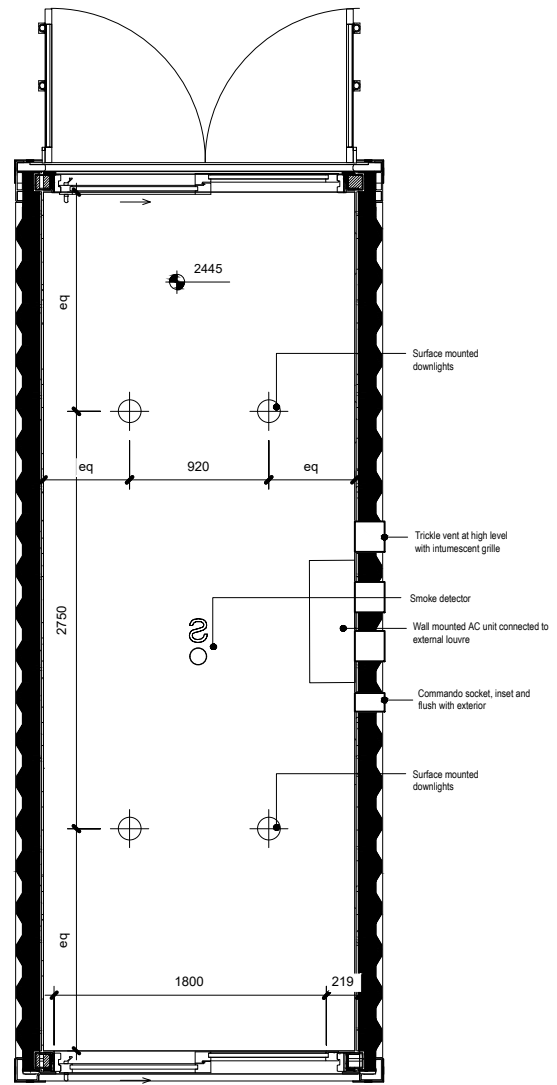 2445
eq
Surface mounted
downlights
eq
920
eq
Trickle vent at high level
with intumescent grille
Smoke detector
2750
S
Wall mounted AC unit connected to
external louvre
Commando socket, inset and
flush with exterior
Surface mounted
downlights
eq
1800
219